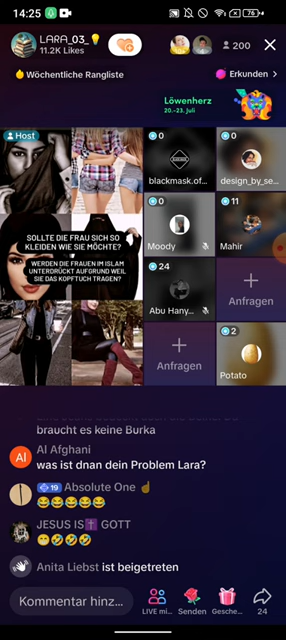 14:25
75
LARA_03_💡
11.2K Likes
200
Wöchentliche Rangliste
Erkunden >
Löwenherz
20.–23. Juli
Host
SOLLTE DIE FRAU SICH SO
KLEIDEN WIE SIE MÖCHTE?
WERDEN DIE FRAUEN IM ISLAM
UNTERDRÜCKT AUFGRUND WEIL
SIE DAS KOPFTUCH TRAGEN?
0
blackmask.of...
0
design_by_se...
0
Moody
11
Mahir
24
Abu Hany...
+
Anfragen
+
Anfragen
2
Potato
braucht es keine Burka
Al
Al Afghani
was ist dnan dein Problem Lara?
19 Absolute One ☝
😂😂😂😂😂
JESUS IS✝️ GOTT
😁🤣🤣🤣
Anita Liebst ist beigetreten
Kommentar hinz...
LIVE mi...
Senden
Gesche...
24